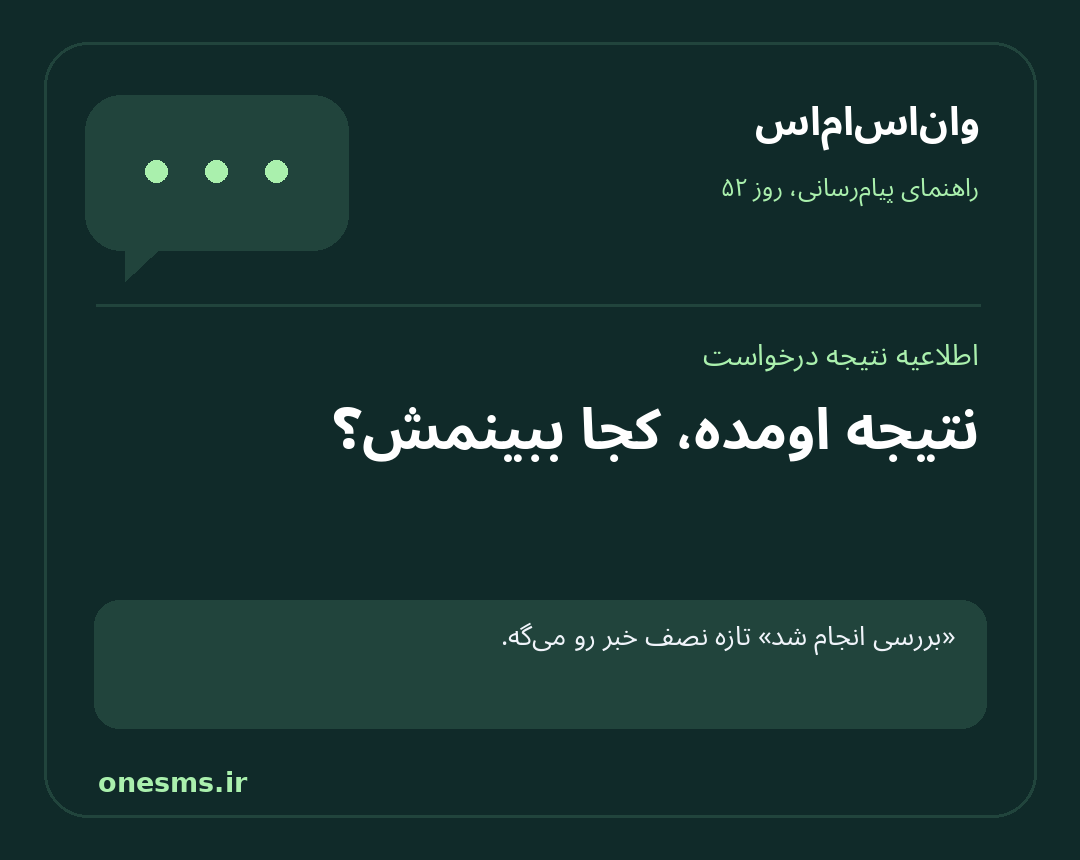 وان‌اس‌ام‌اس
راهنمای پیام‌رسانی، روز ۵۲
اطلاعیه نتیجه درخواست
نتیجه اومده، کجا ببینمش؟
«بررسی انجام شد» تازه نصف خبر رو می‌گه.
onesms.ir